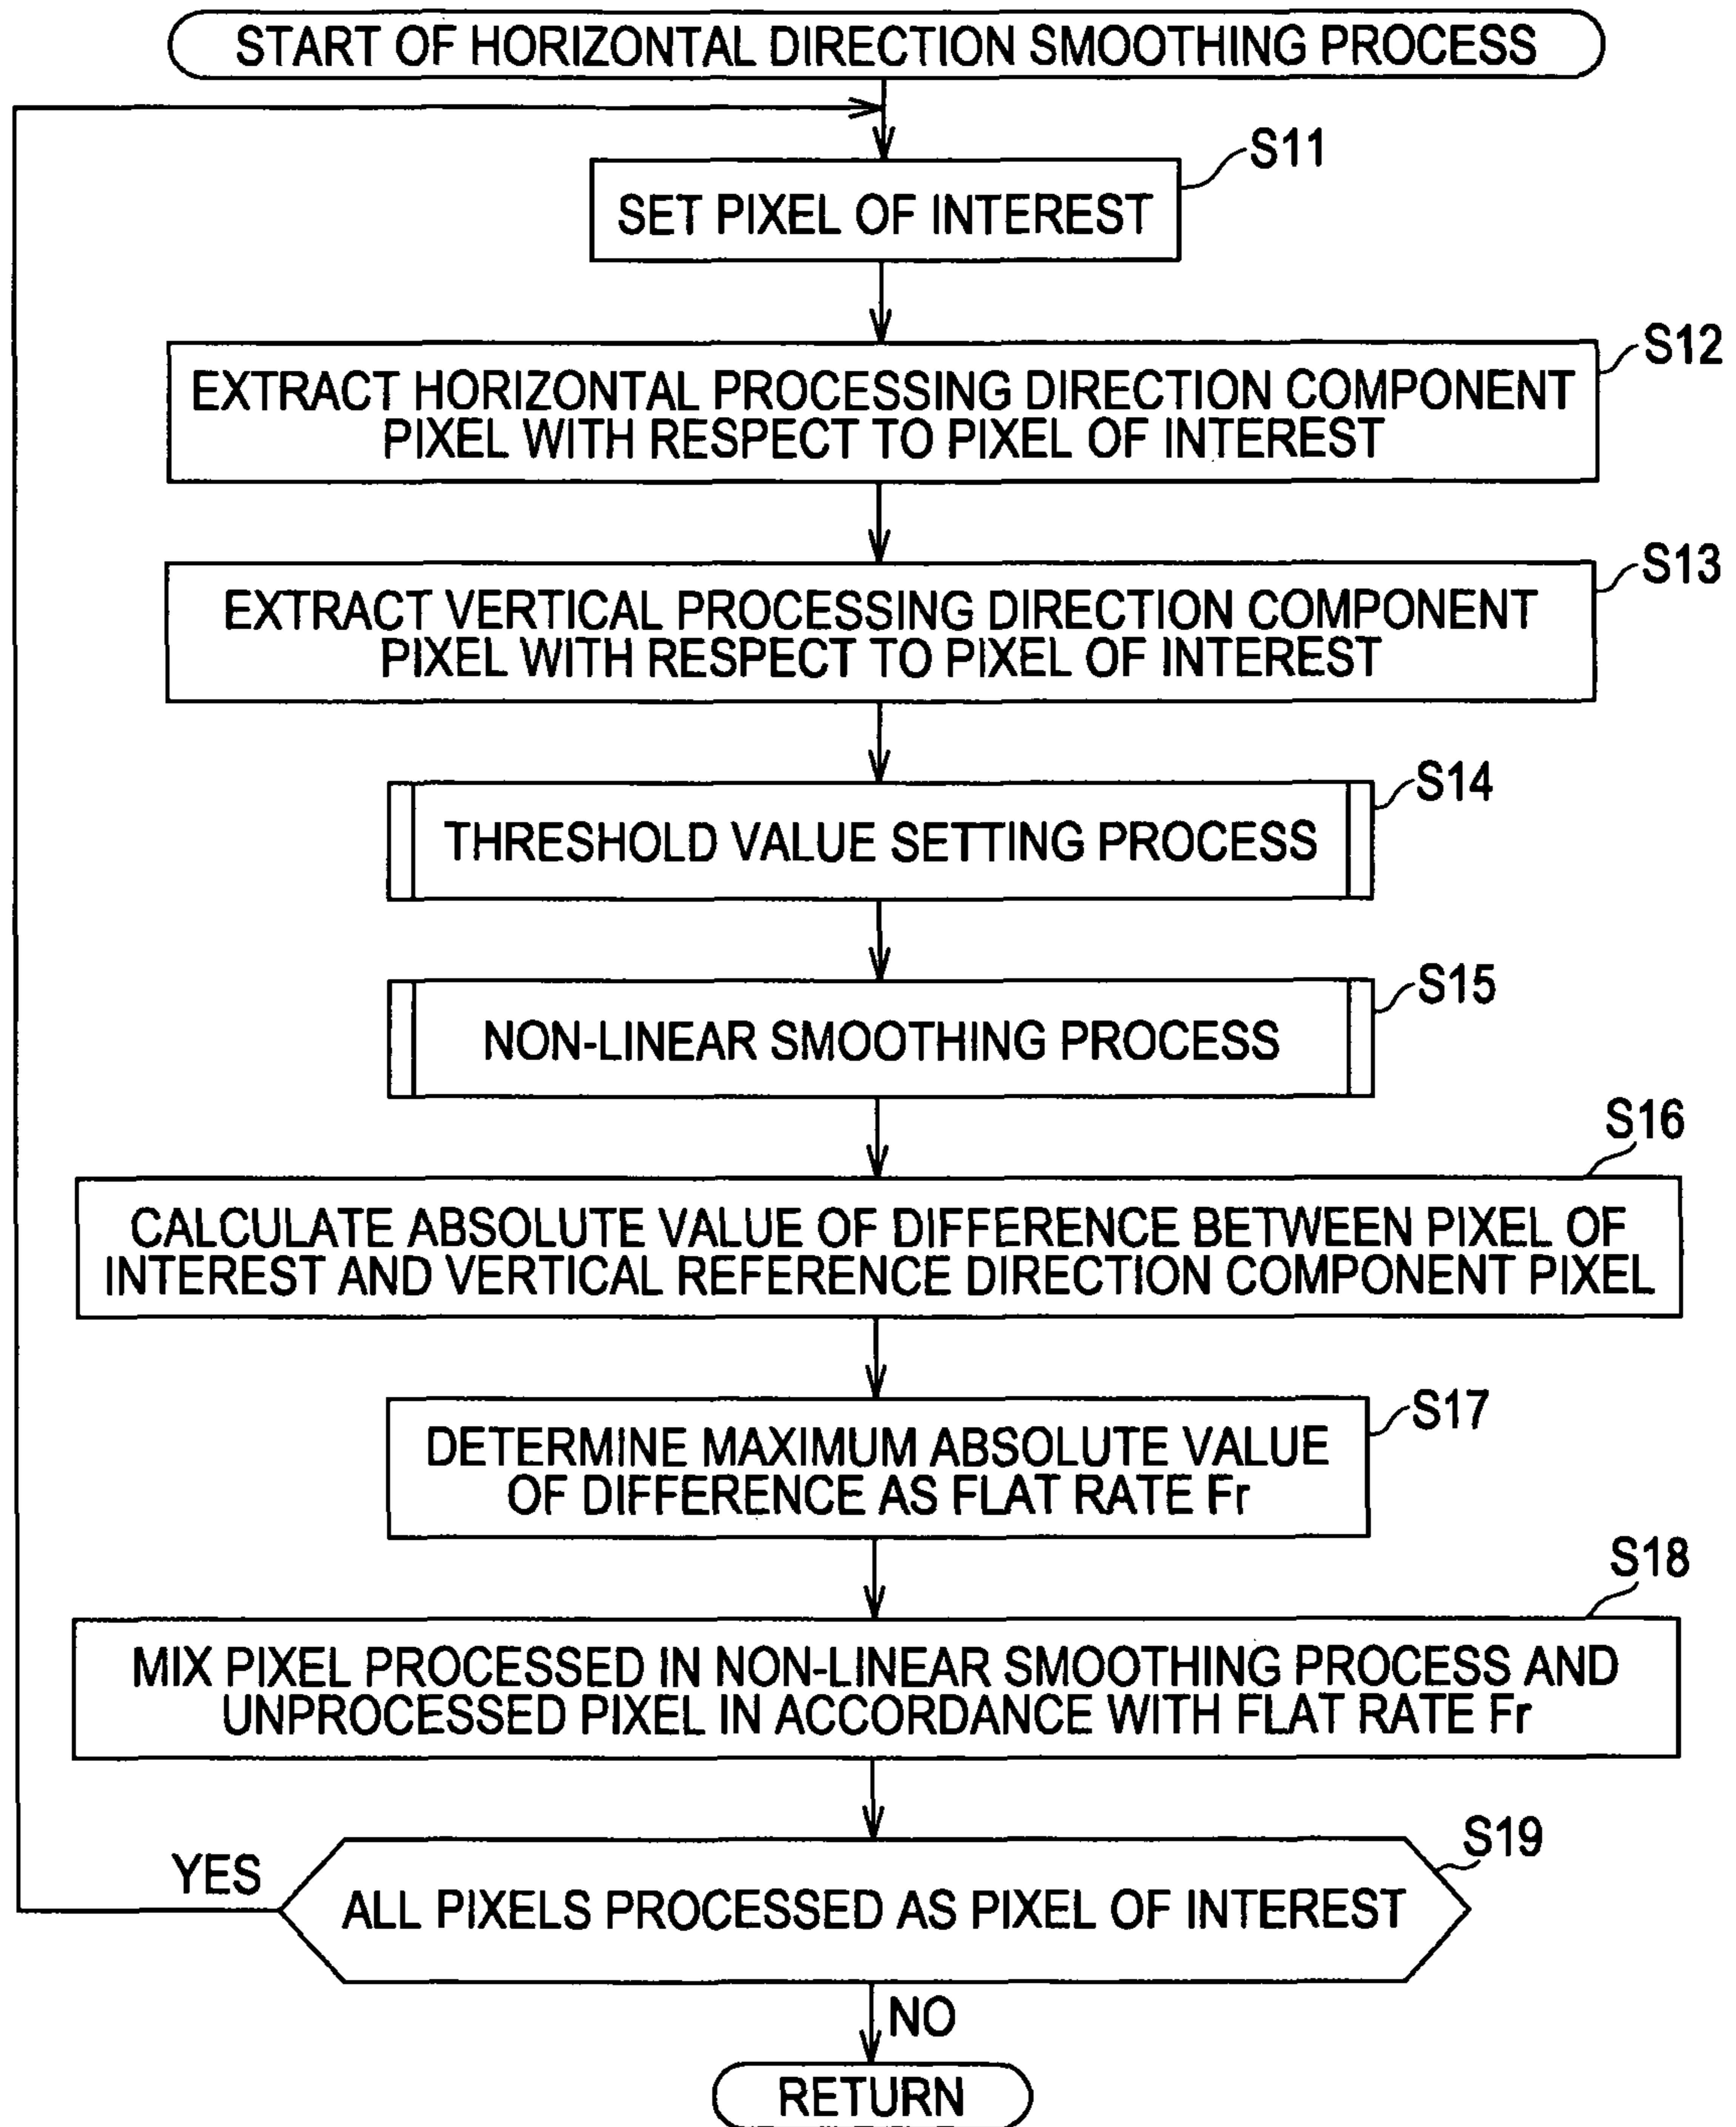 START OF HORIZONTAL DIRECTION SMOOTHING PROCESS
S11
SET PIXEL OF INTEREST
S12
EXTRACT HORIZONTAL PROCESSING DIRECTION COMPONENT
PIXEL WITH RESPECT TO PIXEL OF INTEREST
S13
EXTRACT VERTICAL PROCESSING DIRECTION COMPONENT
PIXEL WITH RESPECT TO PIXEL OF INTEREST
S14
THRESHOLD VALUE SETTING PROCESS
S15
NON-LINEAR SMOOTHING PROCESS
S16
CALCULATE ABSOLUTE VALUE OF DIFFERENCE BETWEEN PIXEL OF
INTEREST AND VERTICAL REFERENCE DIRECTION COMPONENT PIXEL
S17
DETERMINE MAXIMUM ABSOLUTE VALUE
OF DIFFERENCE AS FLAT RATE Fr
S18
MIX PIXEL PROCESSED IN NON-LINEAR SMOOTHING PROCESS AND
UNPROCESSED PIXEL IN ACCORDANCE WITH FLAT RATE Fr
S19
YES
ALL PIXELS PROCESSED AS PIXEL OF INTEREST
NO
RETURN